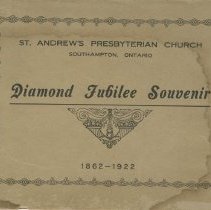 ST. ANDREW'S PRESBYTERIAN CHURCH
SOUTHAMPTON, ONTARIO
Diamond Jubilee Souvenir
1862-1922